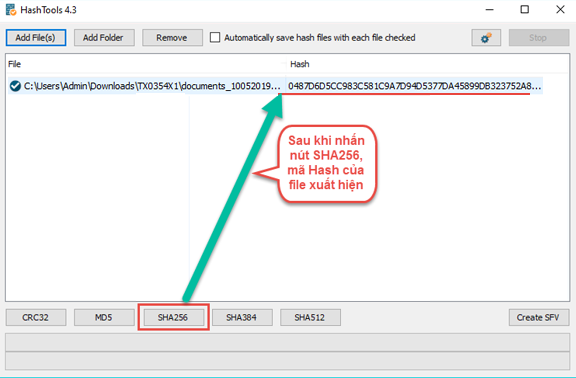 HashTools 4.3
Add File(s) Add Folder Remove Automatically save hash files with each file checked Stop
File Hash
C:\Users\Admin\Downloads\TX0354X1\documents_10052019... 0487D6D5CC983C581C9A7D94D5377DA45899DB323752A8...
Sau khi nhấn
nút SHA256,
mã Hash của
file xuất hiện
CRC32 MD5 SHA256 SHA384 SHA512 Create SFV